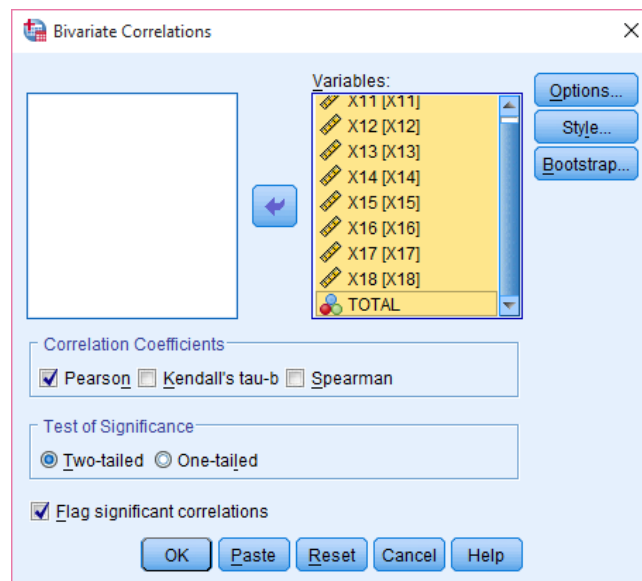 Bivariate Correlations
Variables:
X11 [X11]
X12 [X12]
X13 [X13]
X14 [X14]
X15 [X15]
X16 [X16]
X17 [X17]
X18 [X18]
TOTAL
Options...
Style...
Bootstrap...
Correlation Coefficients
Pearson Kendall's tau-b Spearman
Test of Significance
Two-tailed One-tailed
Flag significant correlations
OK Paste Reset Cancel Help